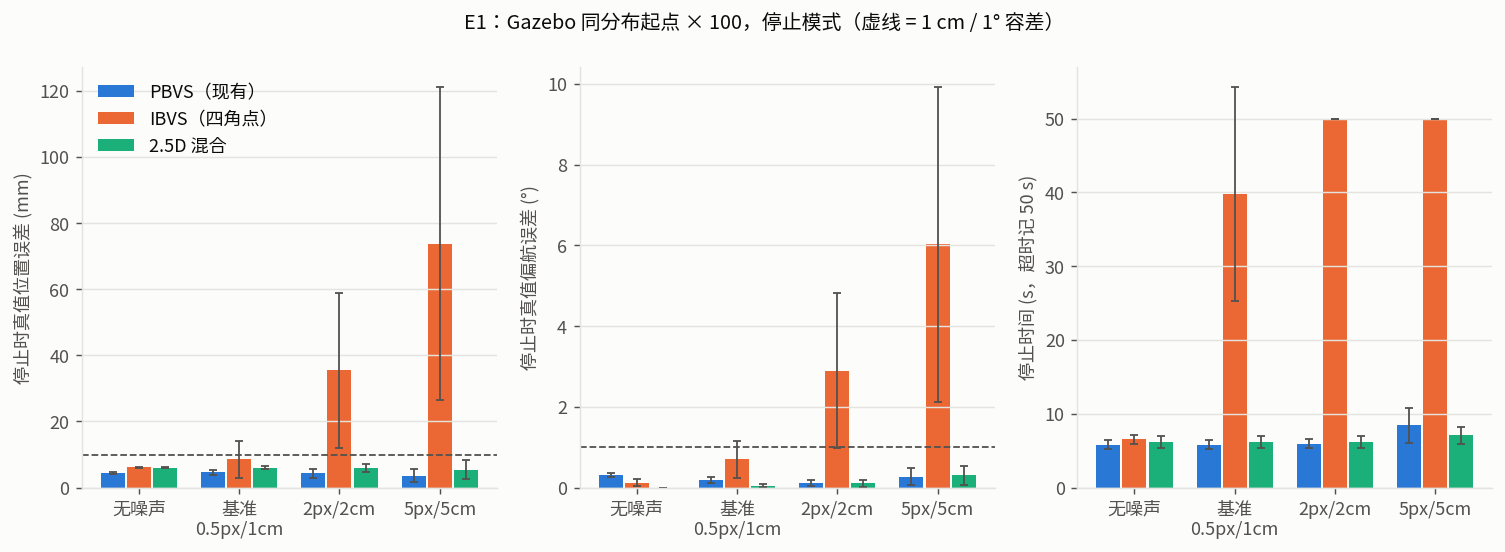 E1：Gazebo 同分布起点 × 100，停止模式（虚线 = 1 cm / 1° 容差）
停止时真值位置误差 (mm)
120
100
80
60
40
20
0
PBVS（现有）
IBVS（四角点）
2.5D 混合
无噪声
基准
0.5px/1cm
2px/2cm
5px/5cm
停止时真值偏航误差 (°)
10
8
6
4
2
0
无噪声
基准
0.5px/1cm
2px/2cm
5px/5cm
停止时间 (s，超时记 50 s)
50
40
30
20
10
0
无噪声
基准
0.5px/1cm
2px/2cm
5px/5cm